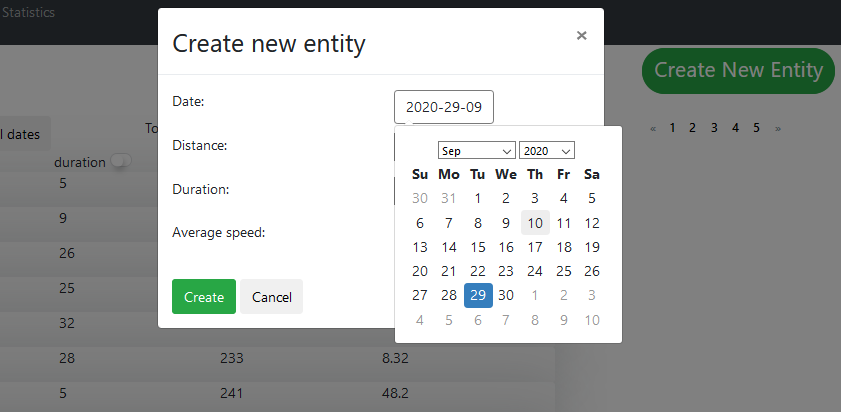 Statistics
Create new entity ×
Create New Entity
Date: 2020-29-09
« 1 2 3 4 5 »
l dates To
Distance:
Sep 2020
duration
Su Mo Tu We Th Fr Sa
5
Duration:
30 31 1 2 3 4 5
9
6 7 8 9 10 11 12
Average speed:
13 14 15 16 17 18 19
26
20 21 22 23 24 25 26
25
Create Cancel
27 28 29 30 1 2 3
32
4 5 6 7 8 9 10
28 233 8.32
5 241 48.2